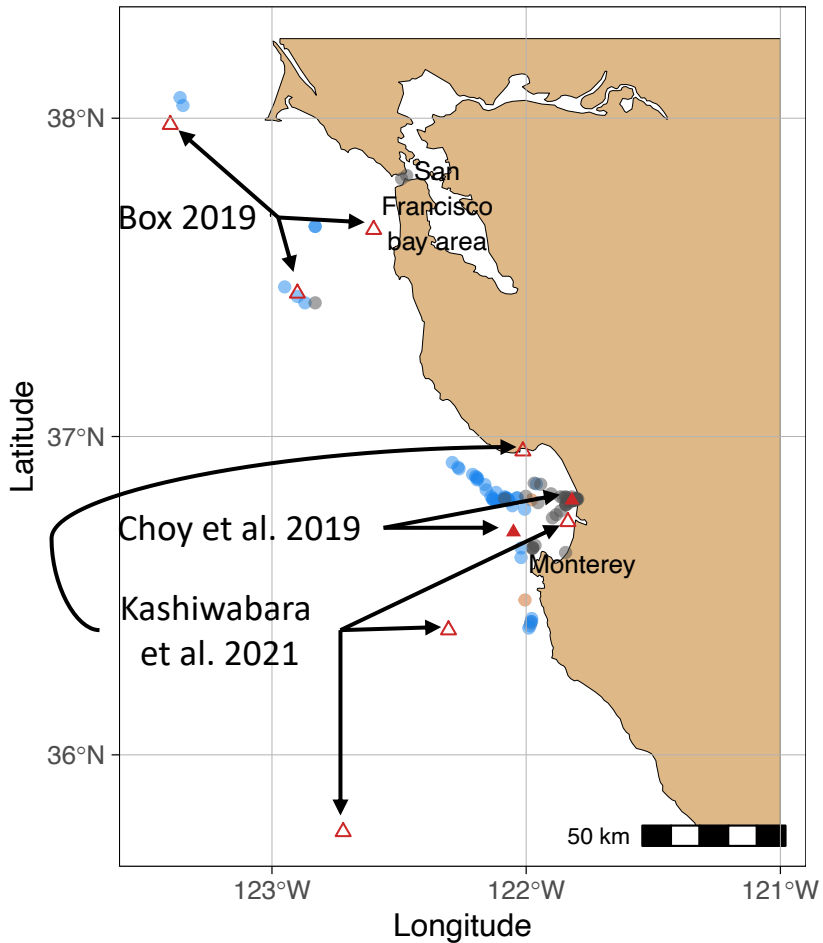 38°N
San
Francisco
bay area
Box 2019
37°N
Latitude
Choy et al. 2019
Monterey
Kashiwabara
et al. 2021
36°N
50 km
123°W
122°W
121°W
Longitude